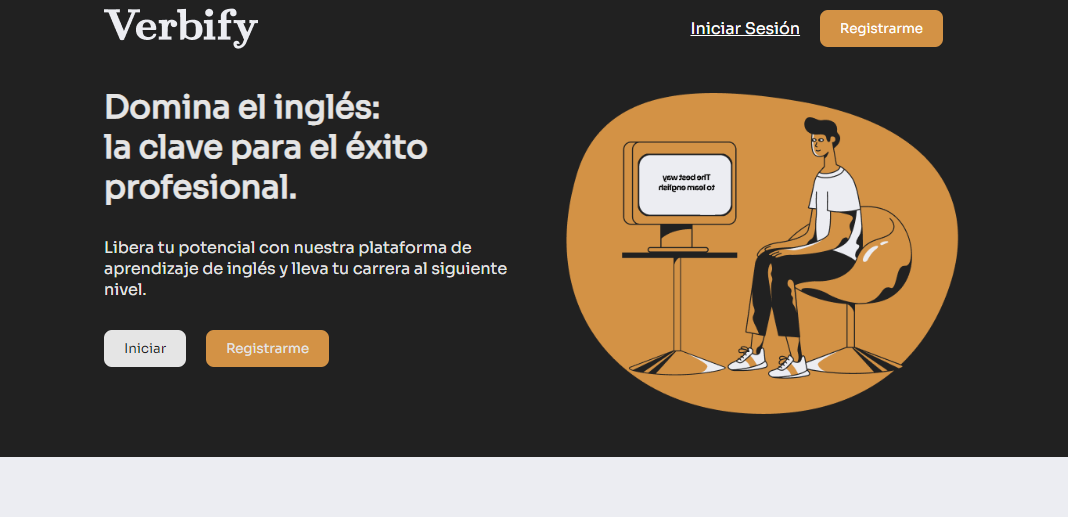 Verbify
Iniciar Sesión
Registrarme
Domina el inglés:
la clave para el éxito
profesional.
Libera tu potencial con nuestra plataforma de
aprendizaje de inglés y lleva tu carrera al siguiente
nivel.
Iniciar
Registrarme
The best way
to learn english